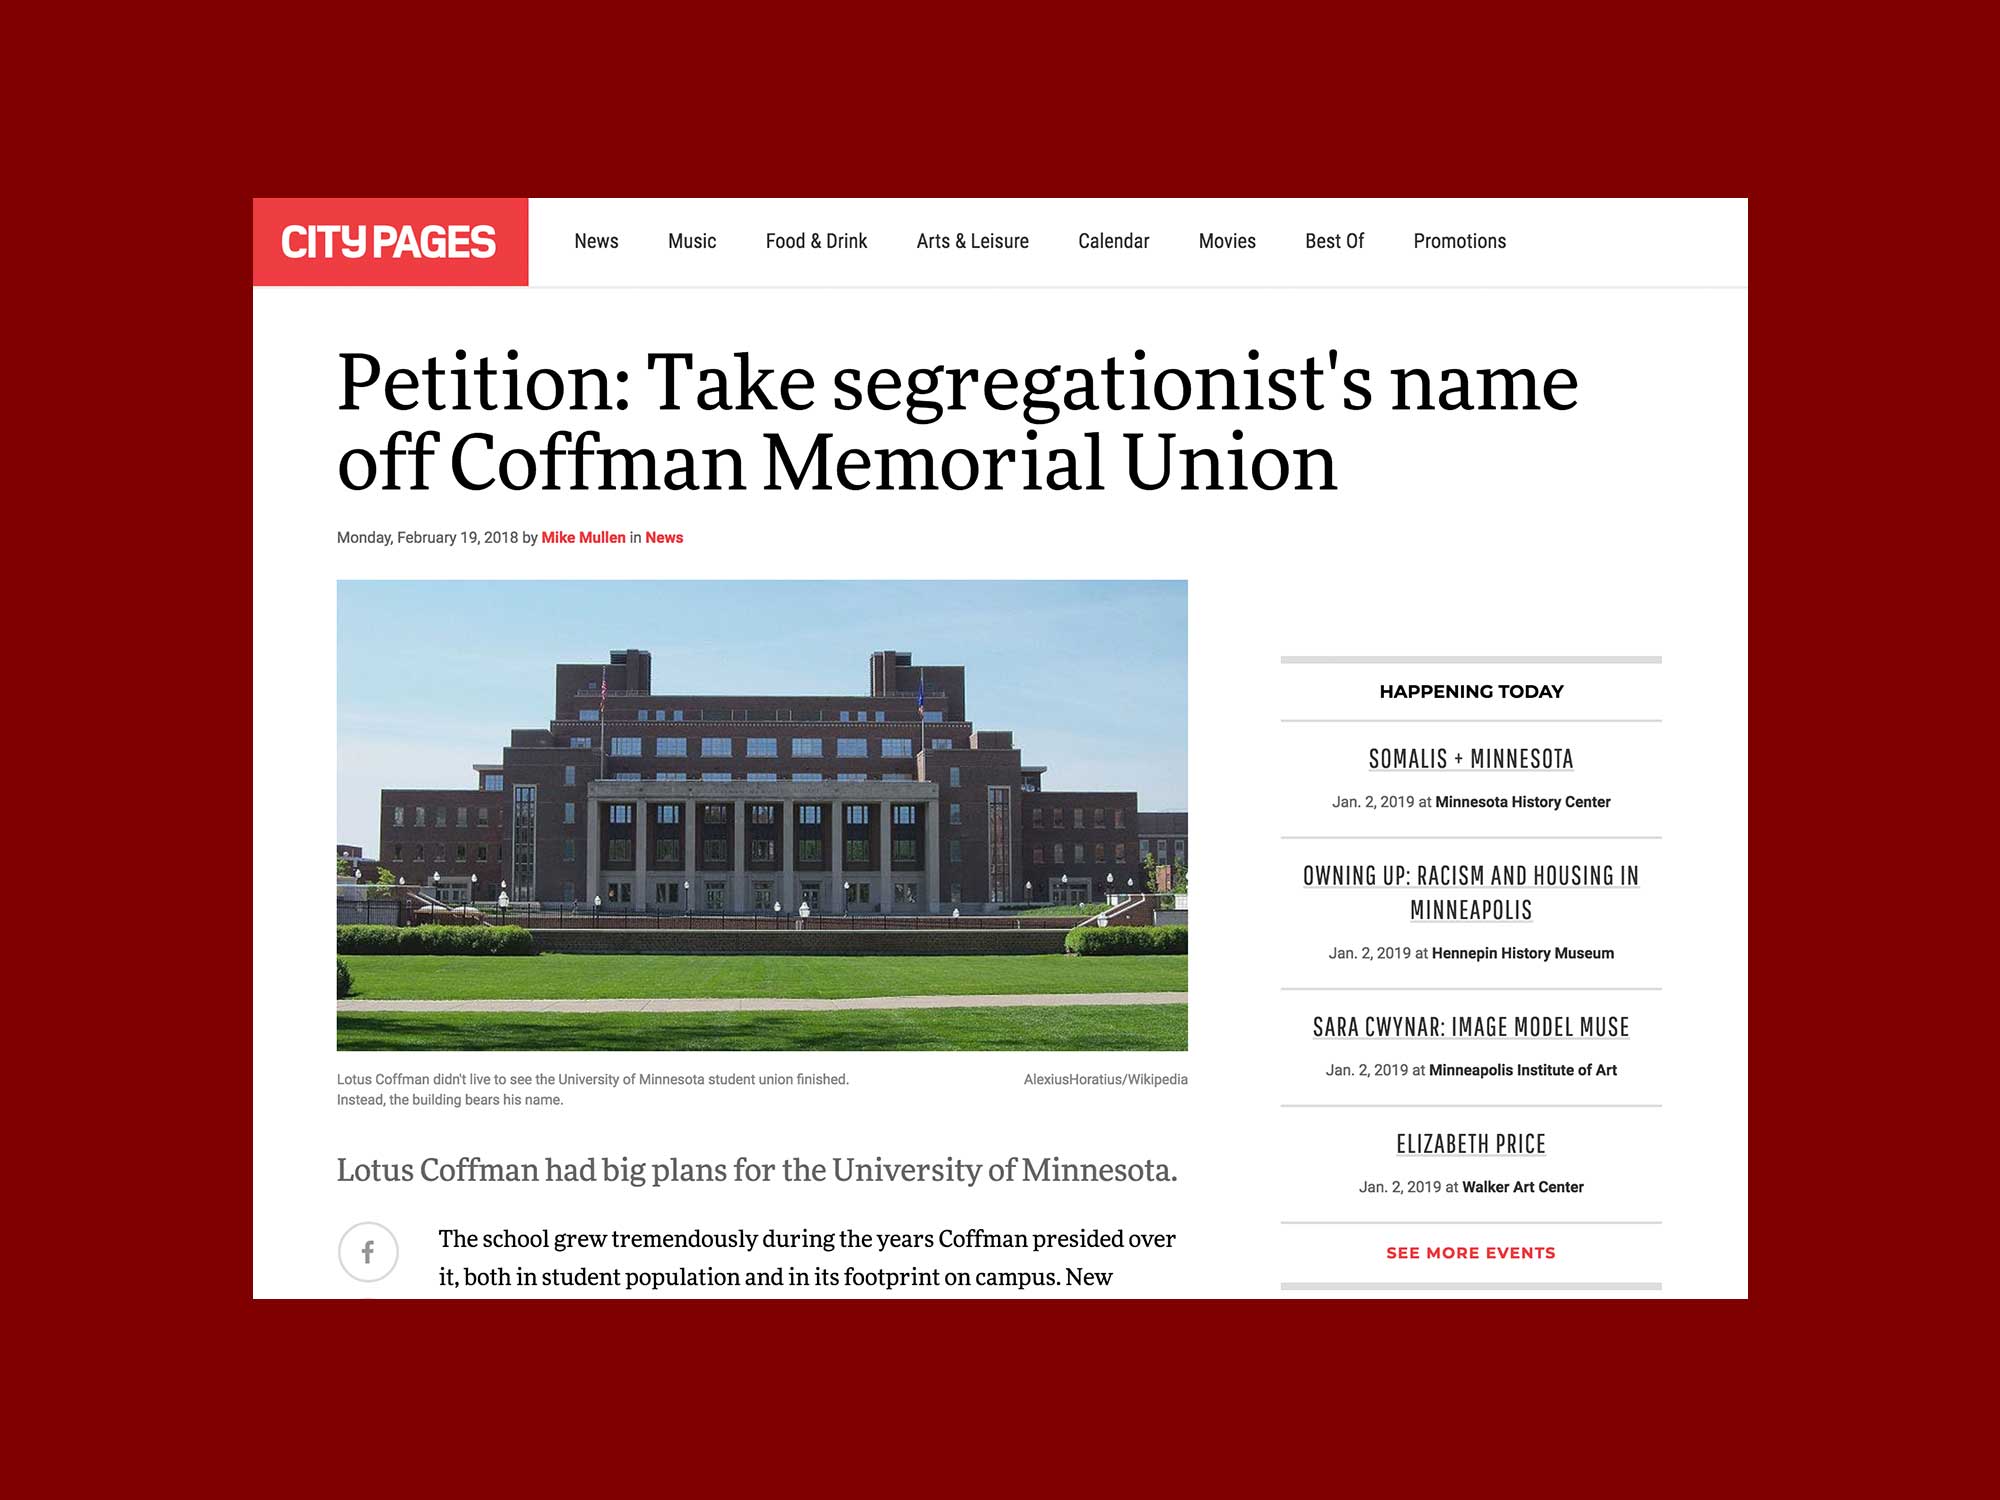 CITY PAGES
News
Music
Food & Drink
Arts & Leisure
Calendar
Movies
Best Of
Promotions
Petition: Take segregationist's name
off Coffman Memorial Union
Monday, February 19, 2018 by Mike Mullen in News
Lotus Coffman didn't live to see the University of Minnesota student union finished.
Instead, the building bears his name.
AlexiusHoratius/Wikipedia
Lotus Coffman had big plans for the University of Minnesota.
f
The school grew tremendously during the years Coffman presided over
it, both in student population and in its footprint on campus. New
HAPPENING TODAY
SOMALIS + MINNESOTA
Jan. 2, 2019 at Minnesota History Center
OWNING UP: RACISM AND HOUSING IN
MINNEAPOLIS
Jan. 2, 2019 at Hennepin History Museum
SARA CWYNAR: IMAGE MODEL MUSE
Jan. 2, 2019 at Minneapolis Institute of Art
ELIZABETH PRICE
Jan. 2, 2019 at Walker Art Center
SEE MORE EVENTS